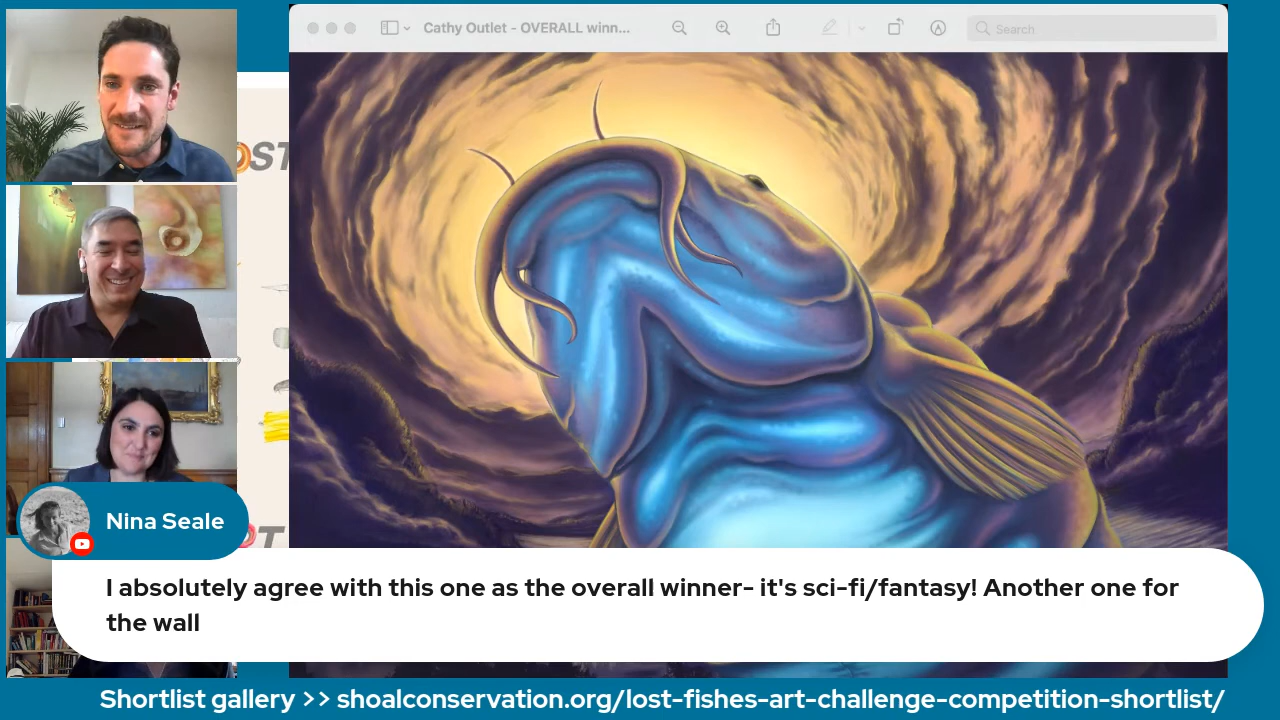 Cathy Outlet - OVERALL winn...
Search
OST
Nina Seale
T
I absolutely agree with this one as the overall winner- it's sci-fi/fantasy! Another one for
the wall
Shortlist gallery >> shoalconservation.org/lost-fishes-art-challenge-competition-shortlist/